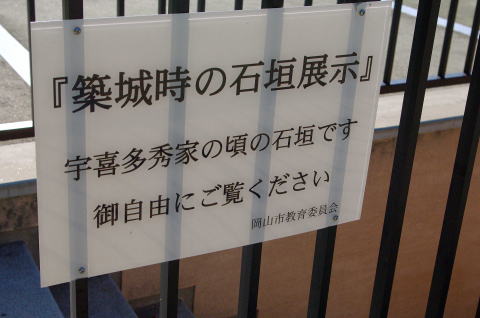 『築城時の石垣展示』
宇喜多秀家の頃の石垣です
御自由にご覧ください
岡山市教育委員会